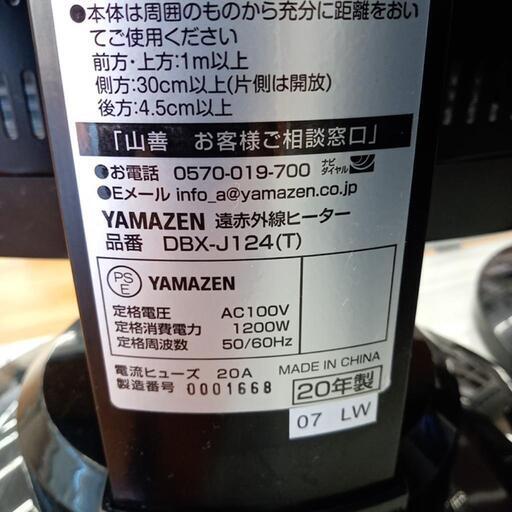 ●本体は周囲のものから充分に距離をおい
てご使用ください
前方・上方：1m以上
側方：30cm以上（片側は開放）
後方：4.5cm以上
「山善　お客様ご相談窓口」
●お電話 0570-019-700 ナビダイヤル
●Eメール info_a@yamazen.co.jp
YAMAZEN 遠赤外線ヒーター
品番 DBX-J124(T)
PSE YAMAZEN
定格電圧 AC100V
定格消費電力 1200W
定格周波数 50/60Hz
電流ヒューズ 20A MADE IN CHINA
製造番号 0001668 20年製
07 LW